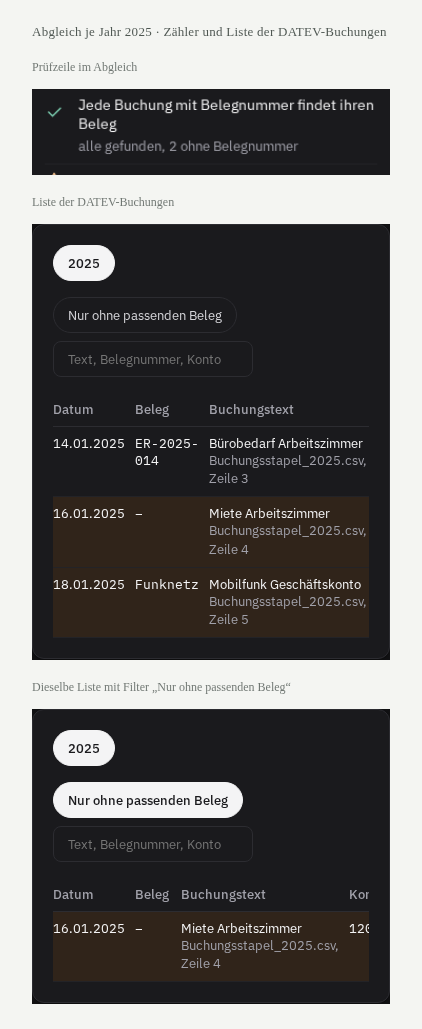 Abgleich je Jahr 2025 · Zähler und Liste der DATEV-Buchungen
Prüfzeile im Abgleich
Jede Buchung mit Belegnummer findet ihren
Beleg
alle gefunden, 2 ohne Belegnummer
Liste der DATEV-Buchungen
2025
Nur ohne passenden Beleg
Text, Belegnummer, Konto
Datum Beleg Buchungstext
14.01.2025 ER-2025- Bürobedarf Arbeitszimmer
014 Buchungsstapel_2025.csv,
Zeile 3
16.01.2025 – Miete Arbeitszimmer
Buchungsstapel_2025.csv,
Zeile 4
18.01.2025 Funknetz Mobilfunk Geschäftskonto
Buchungsstapel_2025.csv,
Zeile 5
Dieselbe Liste mit Filter „Nur ohne passenden Beleg“
2025
Nur ohne passenden Beleg
Text, Belegnummer, Konto
Datum Beleg Buchungstext
16.01.2025 – Miete Arbeitszimmer
Buchungsstapel_2025.csv,
Zeile 4